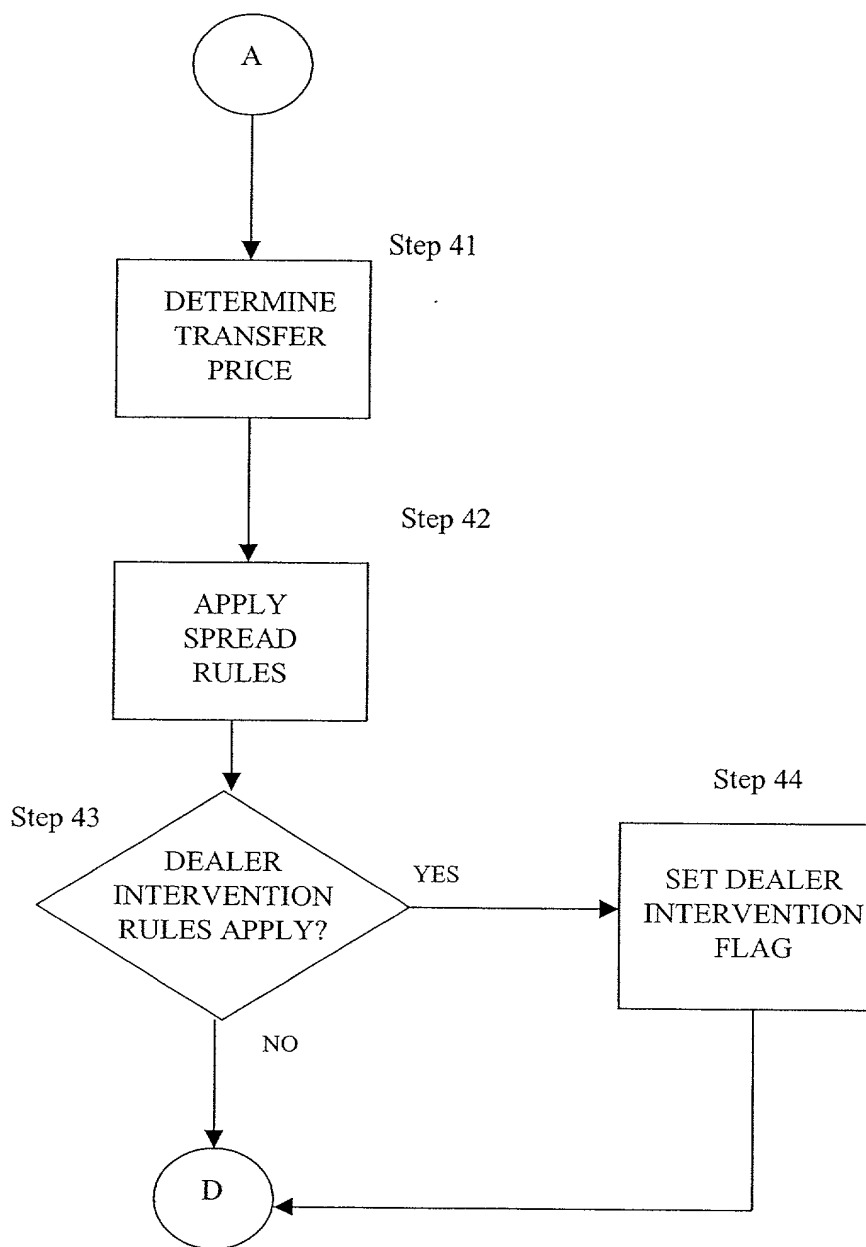 A
Step 41
DETERMINE
TRANSFER
PRICE
Step 42
APPLY
SPREAD
RULES
Step 43
DEALER
INTERVENTION
RULES APPLY?
YES
Step 44
SET DEALER
INTERVENTION
FLAG
NO
D